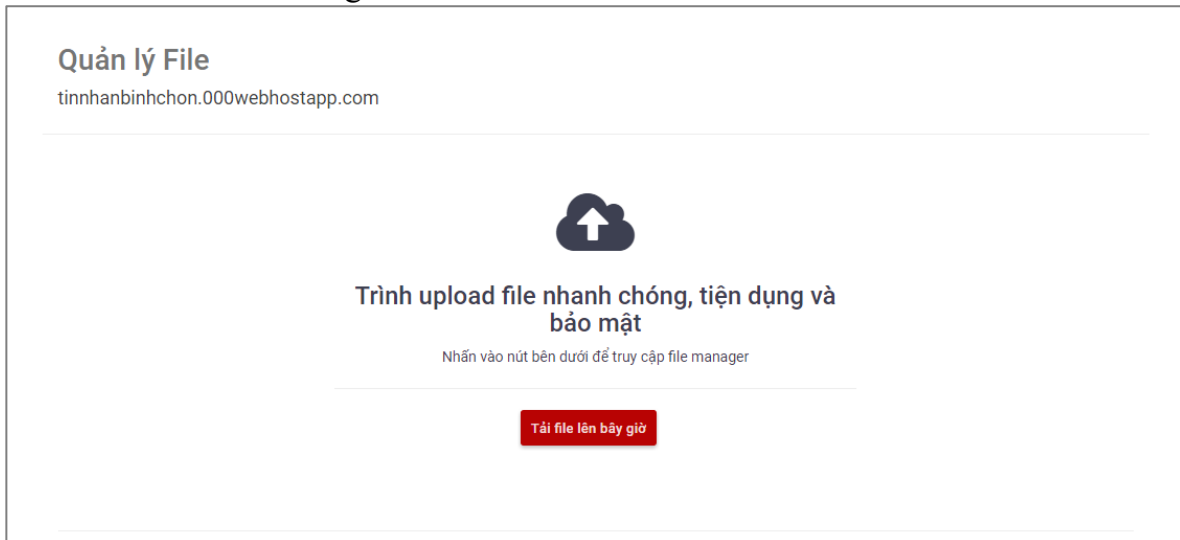 Quản lý File
tinnhanbinhchon.000webhostapp.com
Trình upload file nhanh chóng, tiện dụng và
bảo mật
Nhấn vào nút bên dưới để truy cập file manager
Tải file lên bây giờ